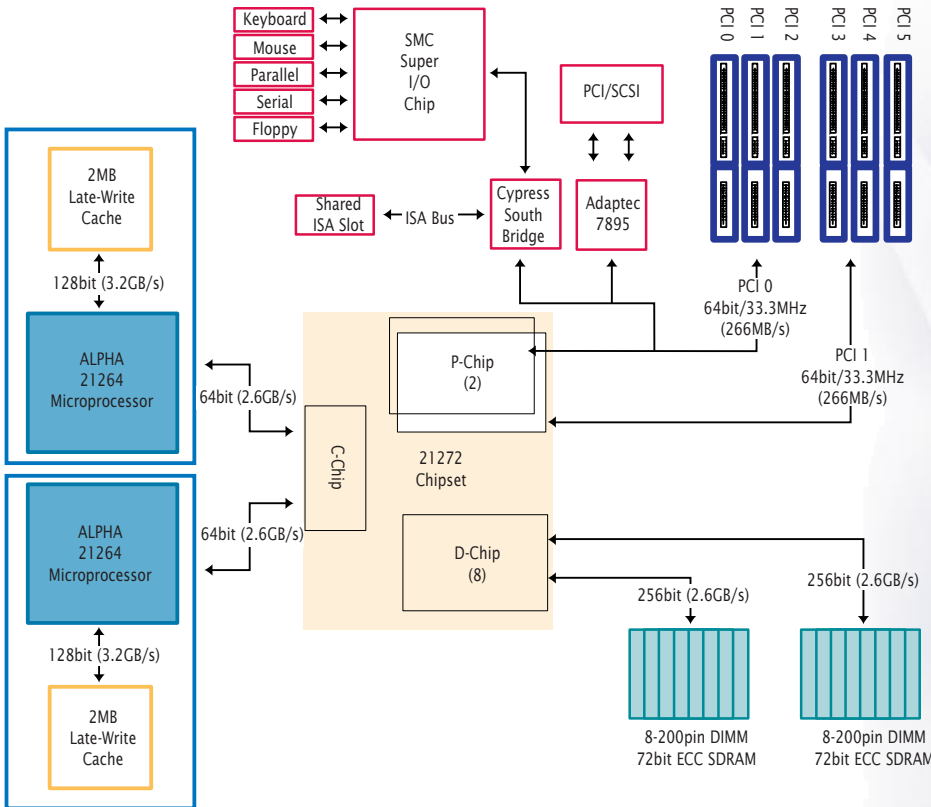 Keyboard
Mouse
Parallel
Serial
Floppy
SMC
Super
I/O
Chip
PCI/SCSI
PCI 0
PCI 1
PCI 2
PCI 3
PCI 4
PCI 5
Shared
ISA Slot
ISA Bus
Cypress
South
Bridge
Adaptec
7895
2MB
Late-Write
Cache
128bit (3.2GB/s)
ALPHA
21264
Microprocessor
64bit (2.6GB/s)
PCI 0
64bit/33.3MHz
(266MB/s)
PCI 1
64bit/33.3MHz
(266MB/s)
P-Chip
(2)
C-Chip
21272
Chipset
ALPHA
21264
Microprocessor
64bit (2.6GB/s)
D-Chip
(8)
256bit (2.6GB/s)
256bit (2.6GB/s)
128bit (3.2GB/s)
2MB
Late-Write
Cache
8-200pin DIMM
72bit ECC SDRAM
8-200pin DIMM
72bit ECC SDRAM